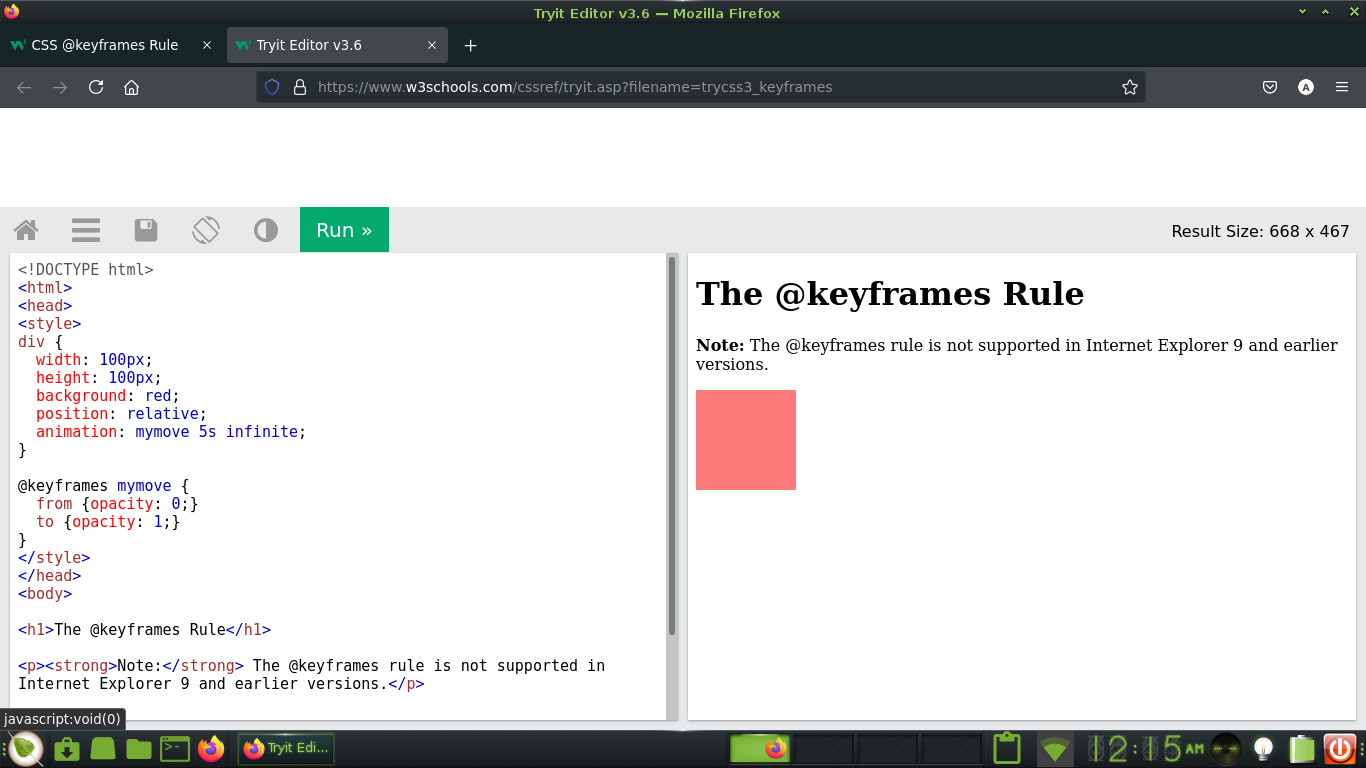 Tryit Editor v3.6 — Mozilla Firefox
CSS @keyframes Rule
Tryit Editor v3.6
https://www.w3schools.com/cssref/tryit.asp?filename=trycss3_keyframes
A
Run »
Result Size: 668 x 467
<!DOCTYPE html>
<html>
<head>
<style>
div {
  width: 100px;
  height: 100px;
  background: red;
  position: relative;
  animation: mymove 5s infinite;
}
@keyframes mymove {
  from {opacity: 0;}
  to {opacity: 1;}
}
</style>
</head>
<body>
<h1>The @keyframes Rule</h1>
<p><strong>Note:</strong> The @keyframes rule is not supported in
Internet Explorer 9 and earlier versions.</p>
The @keyframes Rule
Note: The @keyframes rule is not supported in Internet Explorer 9 and earlier
versions.
javascript:void(0)
Tryit Edi...
12:15 AM